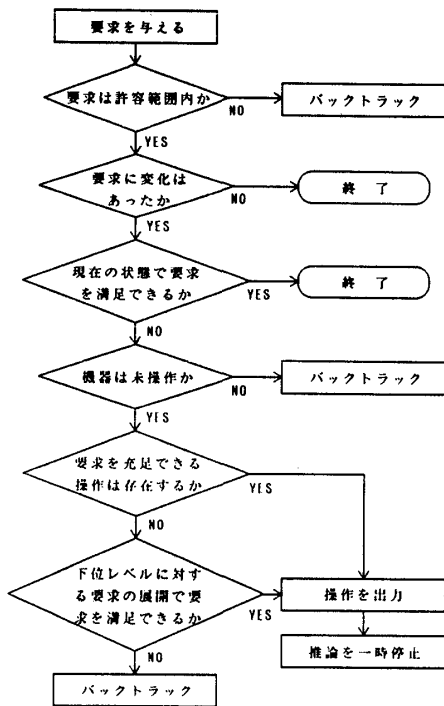 要求を与える
要求は許容範囲内か
NO
バックトラック
YES
要求に変化は
あったか
NO
終 了
YES
現在の状態で要求
を満足できるか
YES
終 了
NO
機器は未操作か
NO
バックトラック
YES
要求を充足できる
操作は存在するか
YES
NO
下位レベルに対す
る要求の展開で要
求を満足できるか
YES
操作を出力
推論を一時停止
NO
バックトラック